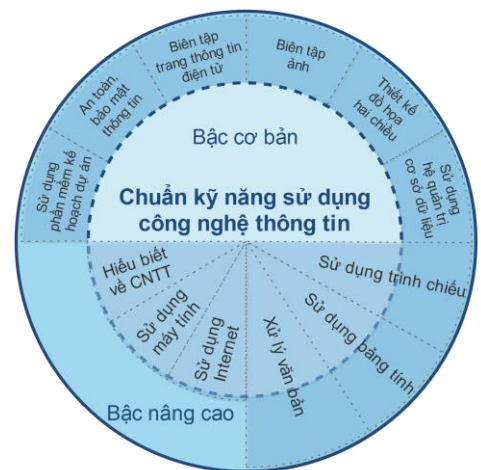 Sử dụng
phần mềm kế
hoạch dự án
An toàn,
bảo mật
thông tin
Biên tập
trang thông tin
điện tử
Biên tập
ảnh
Thiết kế
đồ họa
hai chiều
Sử dụng
hệ quản trị
cơ sở dữ liệu
Bậc cơ bản
Chuẩn kỹ năng sử dụng
công nghệ thông tin
Hiểu biết
về CNTT
Sử dụng
máy tính
Sử dụng
Internet
Xử lý văn bản
Sử dụng bảng tính
Sử dụng trình chiếu
Bậc nâng cao